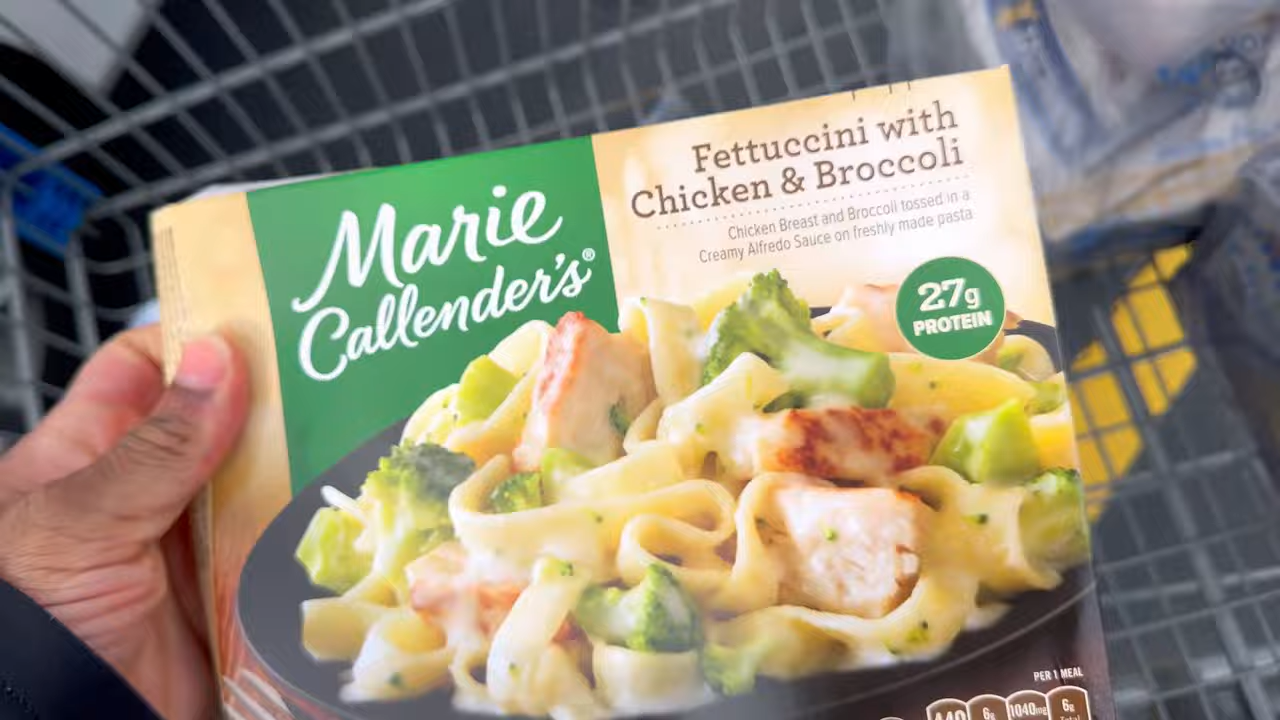 Marie
Callender's®
Fettuccini with
Chicken & Broccoli
Chicken Breast and Broccoli tossed in a
Creamy Alfredo Sauce on freshly made pasta
27g
PROTEIN
PER 1 MEAL
440 6g 1040mg 6g
Total